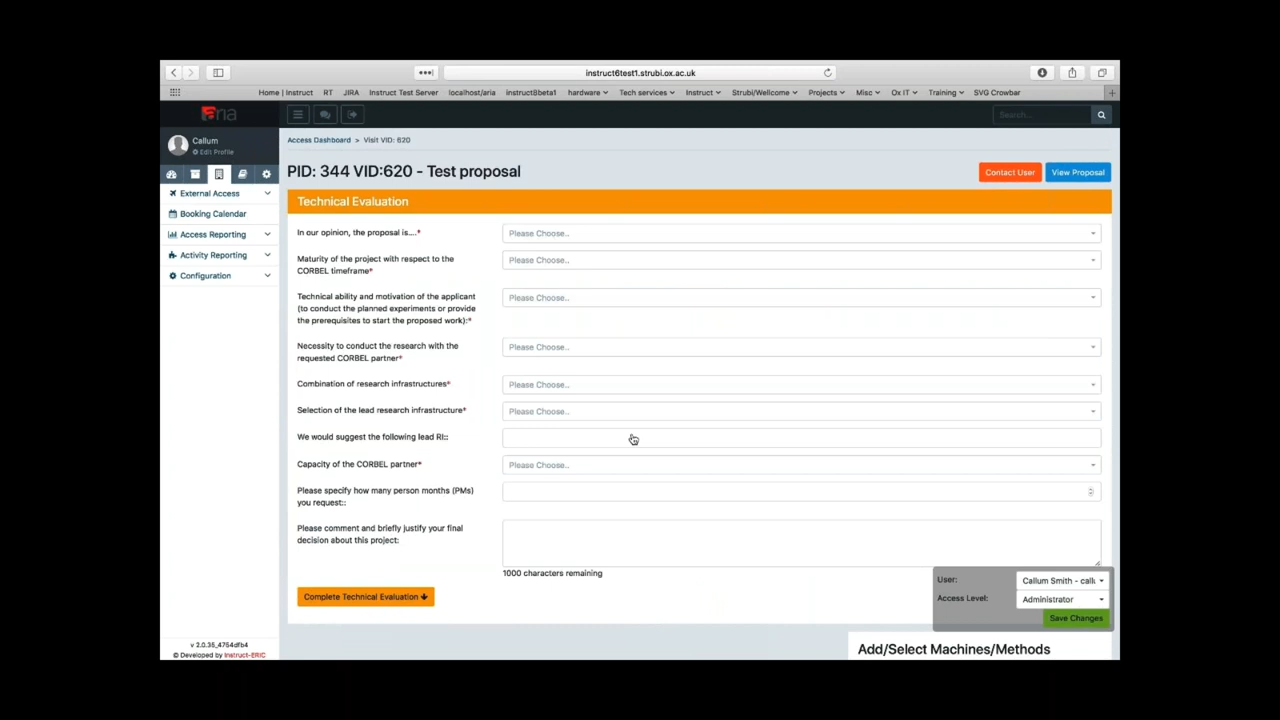 instruct6test1.strubi.ox.ac.uk
Home | Instruct RT JIRA Instruct Test Server localhost/aria instruct8beta1 hardware Tech services Instruct Strubi/Wellcome Projects Misc Ox IT Training SVG Crowbar
aria
Search...
Callum
Edit Profile
Access Dashboard > Visit VID: 620
PID: 344 VID:620 - Test proposal
Contact User
View Proposal
External Access
Booking Calendar
Access Reporting
Activity Reporting
Configuration
Technical Evaluation
In our opinion, the proposal is....* Please Choose..
Maturity of the project with respect to the Please Choose..
CORBEL timeframe*
Technical ability and motivation of the applicant Please Choose..
(to conduct the planned experiments or provide
the prerequisites to start the proposed work):*
Necessity to conduct the research with the Please Choose..
requested CORBEL partner*
Combination of research infrastructures* Please Choose..
Selection of the lead research infrastructure* Please Choose..
We would suggest the following lead RI::
Capacity of the CORBEL partner* Please Choose..
Please specify how many person months (PMs)
you request::
Please comment and briefly justify your final
decision about this project:
1000 characters remaining
Complete Technical Evaluation
User: Callum Smith - callu
Access Level: Administrator
Save Changes
Add/Select Machines/Methods
v 2.0.35_4754dfb4
© Developed by Instruct-ERIC